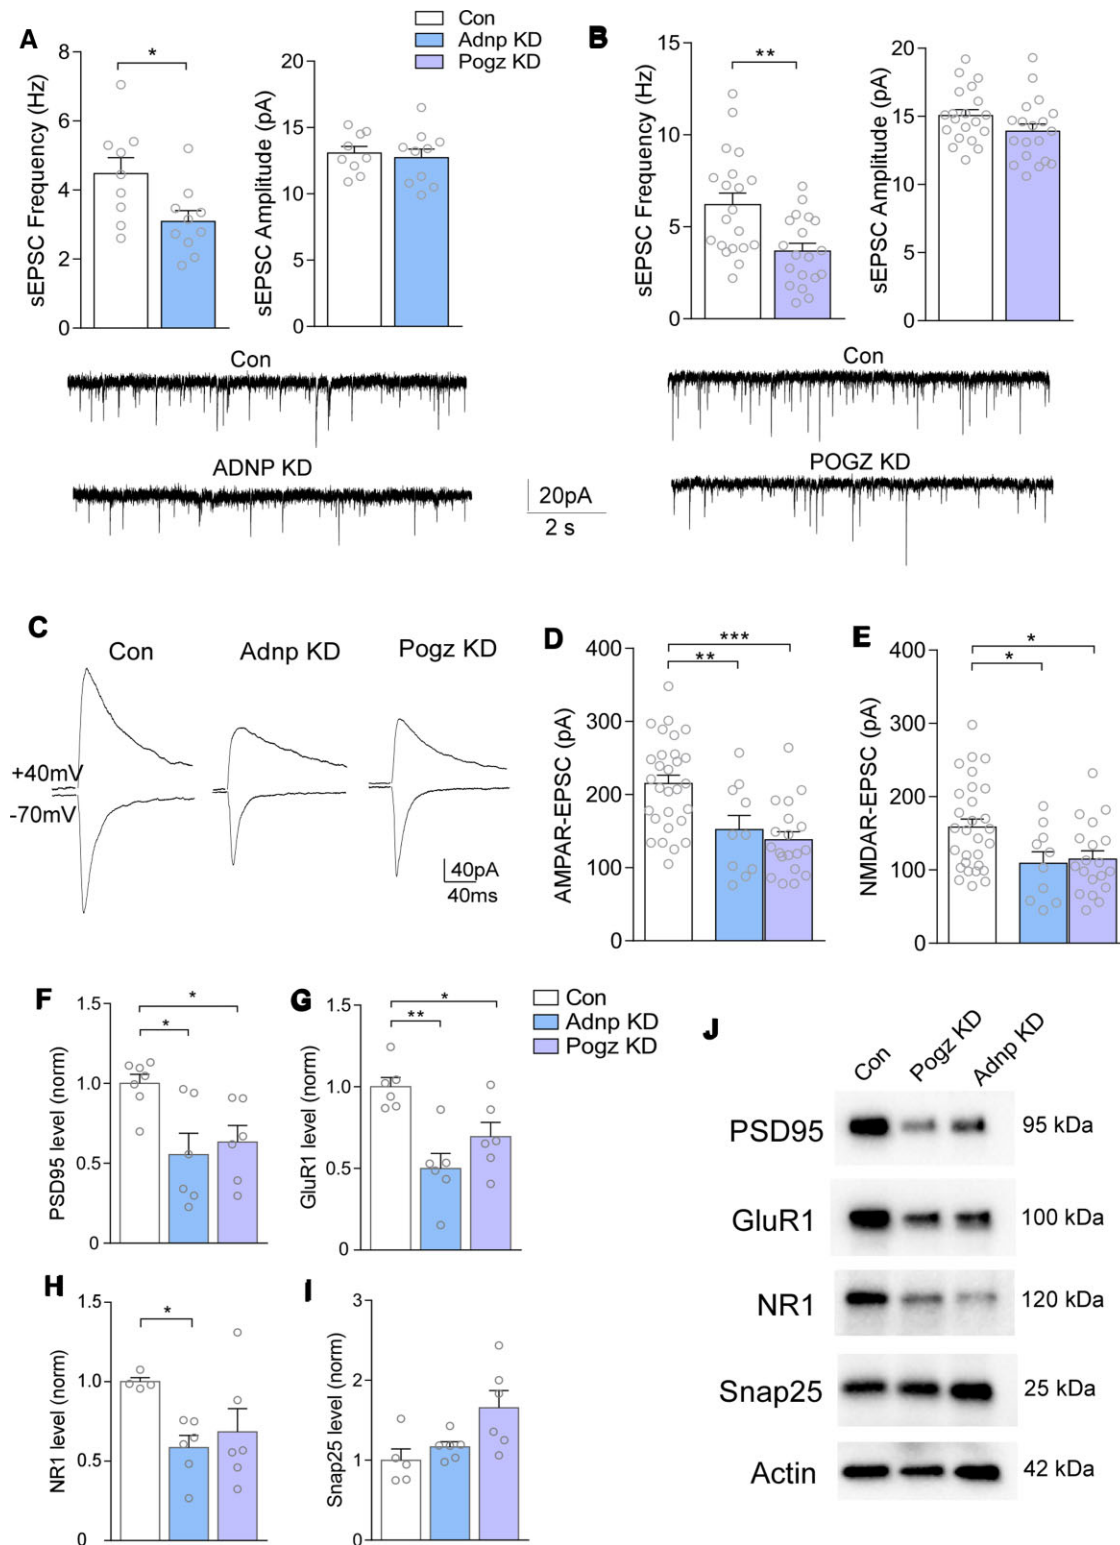 A
Con
Adnp KD
Pogz KD
B
sEPSC Frequency (Hz)
8
6
4
2
0
*
sEPSC Amplitude (pA)
20
15
10
5
0
sEPSC Frequency (Hz)
15
10
5
0
**
sEPSC Amplitude (pA)
20
15
10
5
0
Con
ADNP KD
20pA
2 s
Con
POGZ KD
C
Con
Adnp KD
Pogz KD
+40mV
-70mV
40pA
40ms
D
AMPAR-EPSC (pA)
400
300
200
100
0
***
**
E
NMDAR-EPSC (pA)
400
300
200
100
0
*
*
F
PSD95 level (norm)
1.5
1.0
0.5
0
*
*
G
GluR1 level (norm)
1.5
1.0
0.5
0
*
**
Con
Adnp KD
Pogz KD
H
NR1 level (norm)
1.5
1.0
0.5
0
*
I
Snap25 level (norm)
3
2
1
0
J
Con
Pogz KD
Adnp KD
PSD95
95 kDa
GluR1
100 kDa
NR1
120 kDa
Snap25
25 kDa
Actin
42 kDa